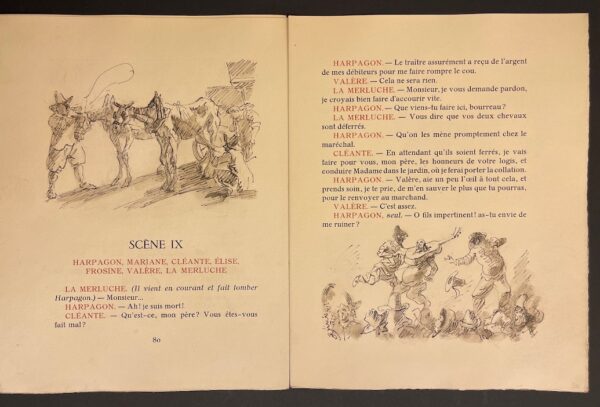 SCÈNE IX
HARPAGON, MARIANE, CLÉANTE, ÉLISE,
FROSINE, VALÈRE, LA MERLUCHE
LA MERLUCHE. (Il vient en courant et fait tomber
Harpagon.) — Monsieur...
HARPAGON. — Ah! je suis mort!
CLÉANTE. — Qu'est-ce, mon père? Vous êtes-vous
fait mal?
80
HARPAGON. — Le traître assurément a reçu de l'argent
de mes débiteurs pour me faire rompre le cou.
VALÈRE. — Cela ne sera rien.
LA MERLUCHE. — Monsieur, je vous demande pardon,
je croyais bien faire d'accourir vite.
HARPAGON. — Que viens-tu faire ici, bourreau?
LA MERLUCHE. — Vous dire que vos deux chevaux
sont déferrés.
HARPAGON. — Qu'on les mène promptement chez le
maréchal.
CLÉANTE. — En attendant qu'ils soient ferrés, je vais
faire pour vous, mon père, les honneurs de votre logis, et
conduire Madame dans le jardin, où je ferai porter la collation.
HARPAGON. — Valère, aie un peu l'œil à tout cela, et
prends soin, je te prie, de m'en sauver le plus que tu pourras,
pour le renvoyer au marchand.
VALÈRE. — C'est assez.
HARPAGON, seul. — O fils impertinent! as-tu envie de
me ruiner?